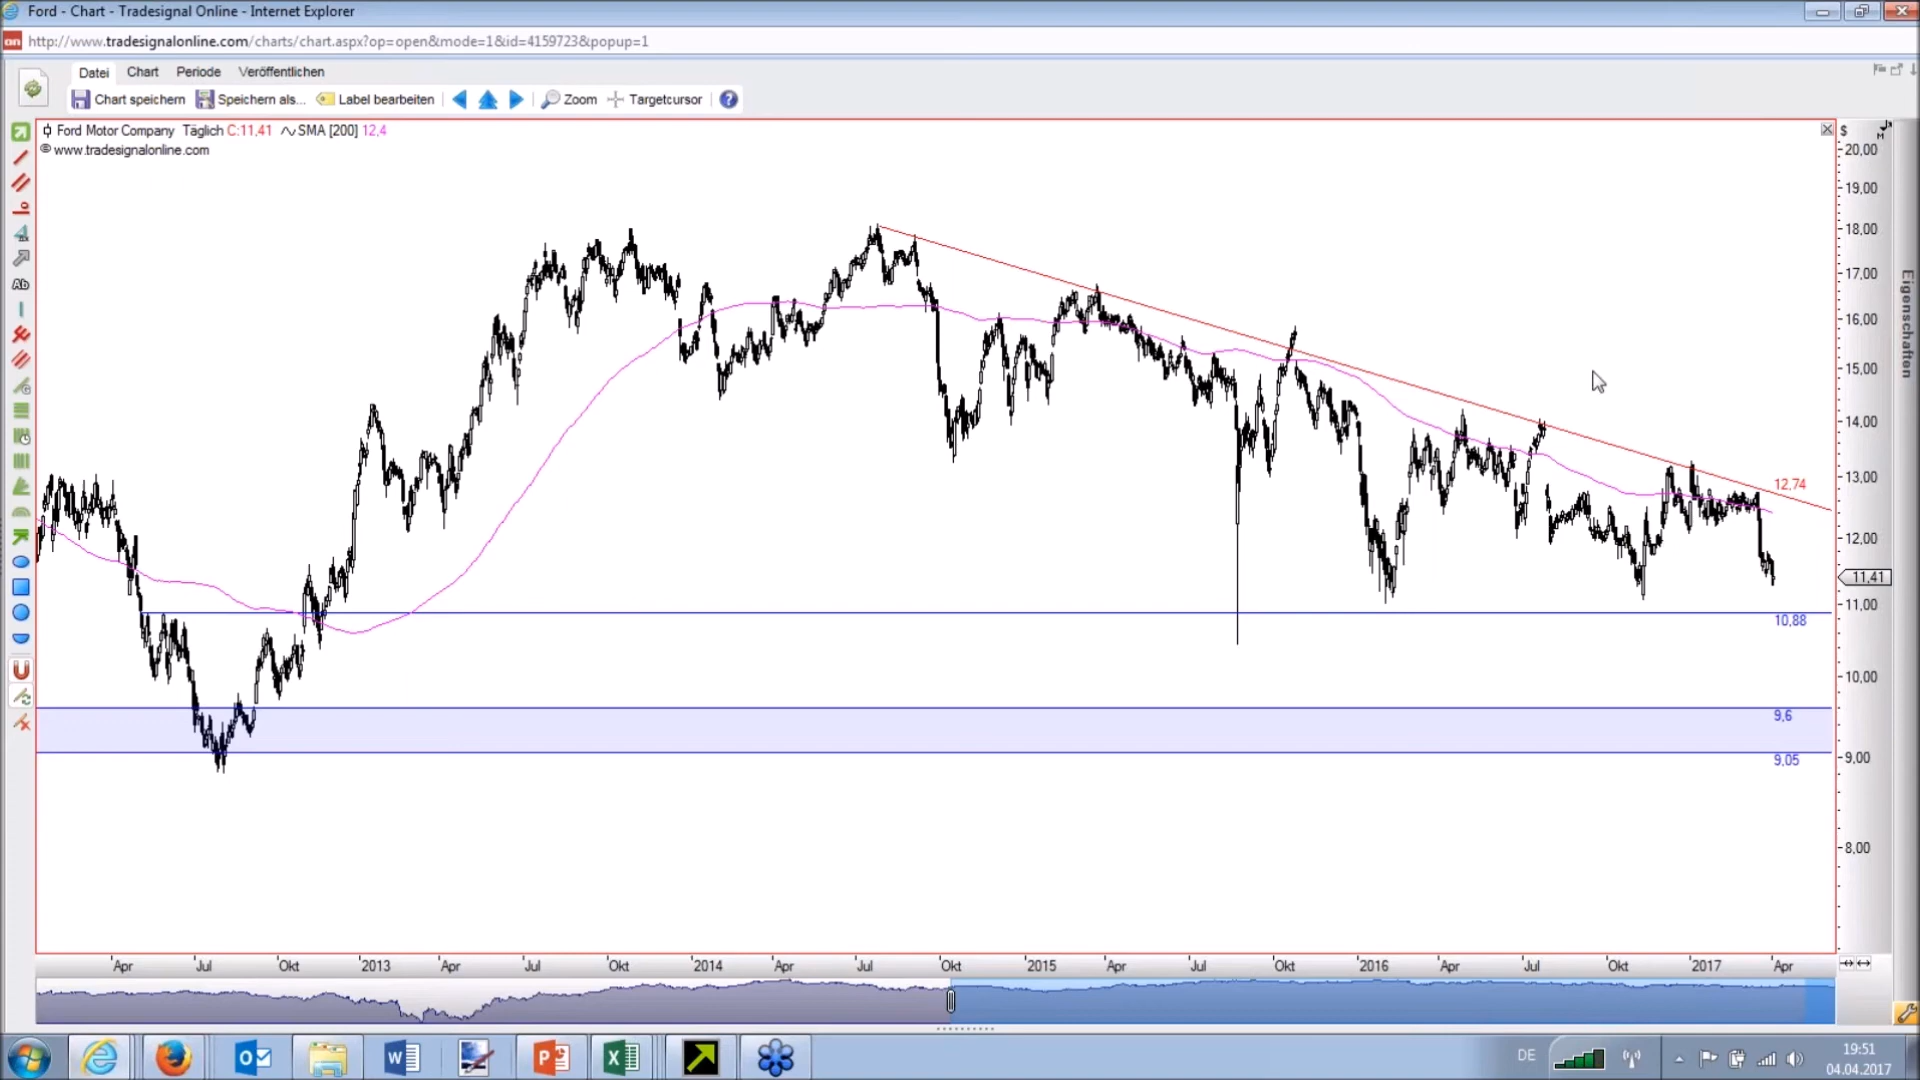 Ford - Chart - Tradesignal Online - Internet Explorer
http://www.tradesignalonline.com/charts/chart.aspx?op=open&mode=1&id=4159723&popup=1
Datei Chart Periode Veröffentlichen
Chart speichern Speichern als... Label bearbeiten Zoom Targetcursor ?
Ford Motor Company Täglich C:11,41 SMA [200] 12,4
© www.tradesignalonline.com
$
20,00
19,00
18,00
17,00
16,00
15,00
14,00
13,00
12,74
12,00
11,41
11,00
10,88
10,00
9,6
9,00
9,05
8,00
Eigenschaften
Ab
Apr Jul Okt 2013 Apr Jul Okt 2014 Apr Jul Okt 2015 Apr Jul Okt 2016 Apr Jul Okt 2017 Apr
DE
19:51
04.04.2017